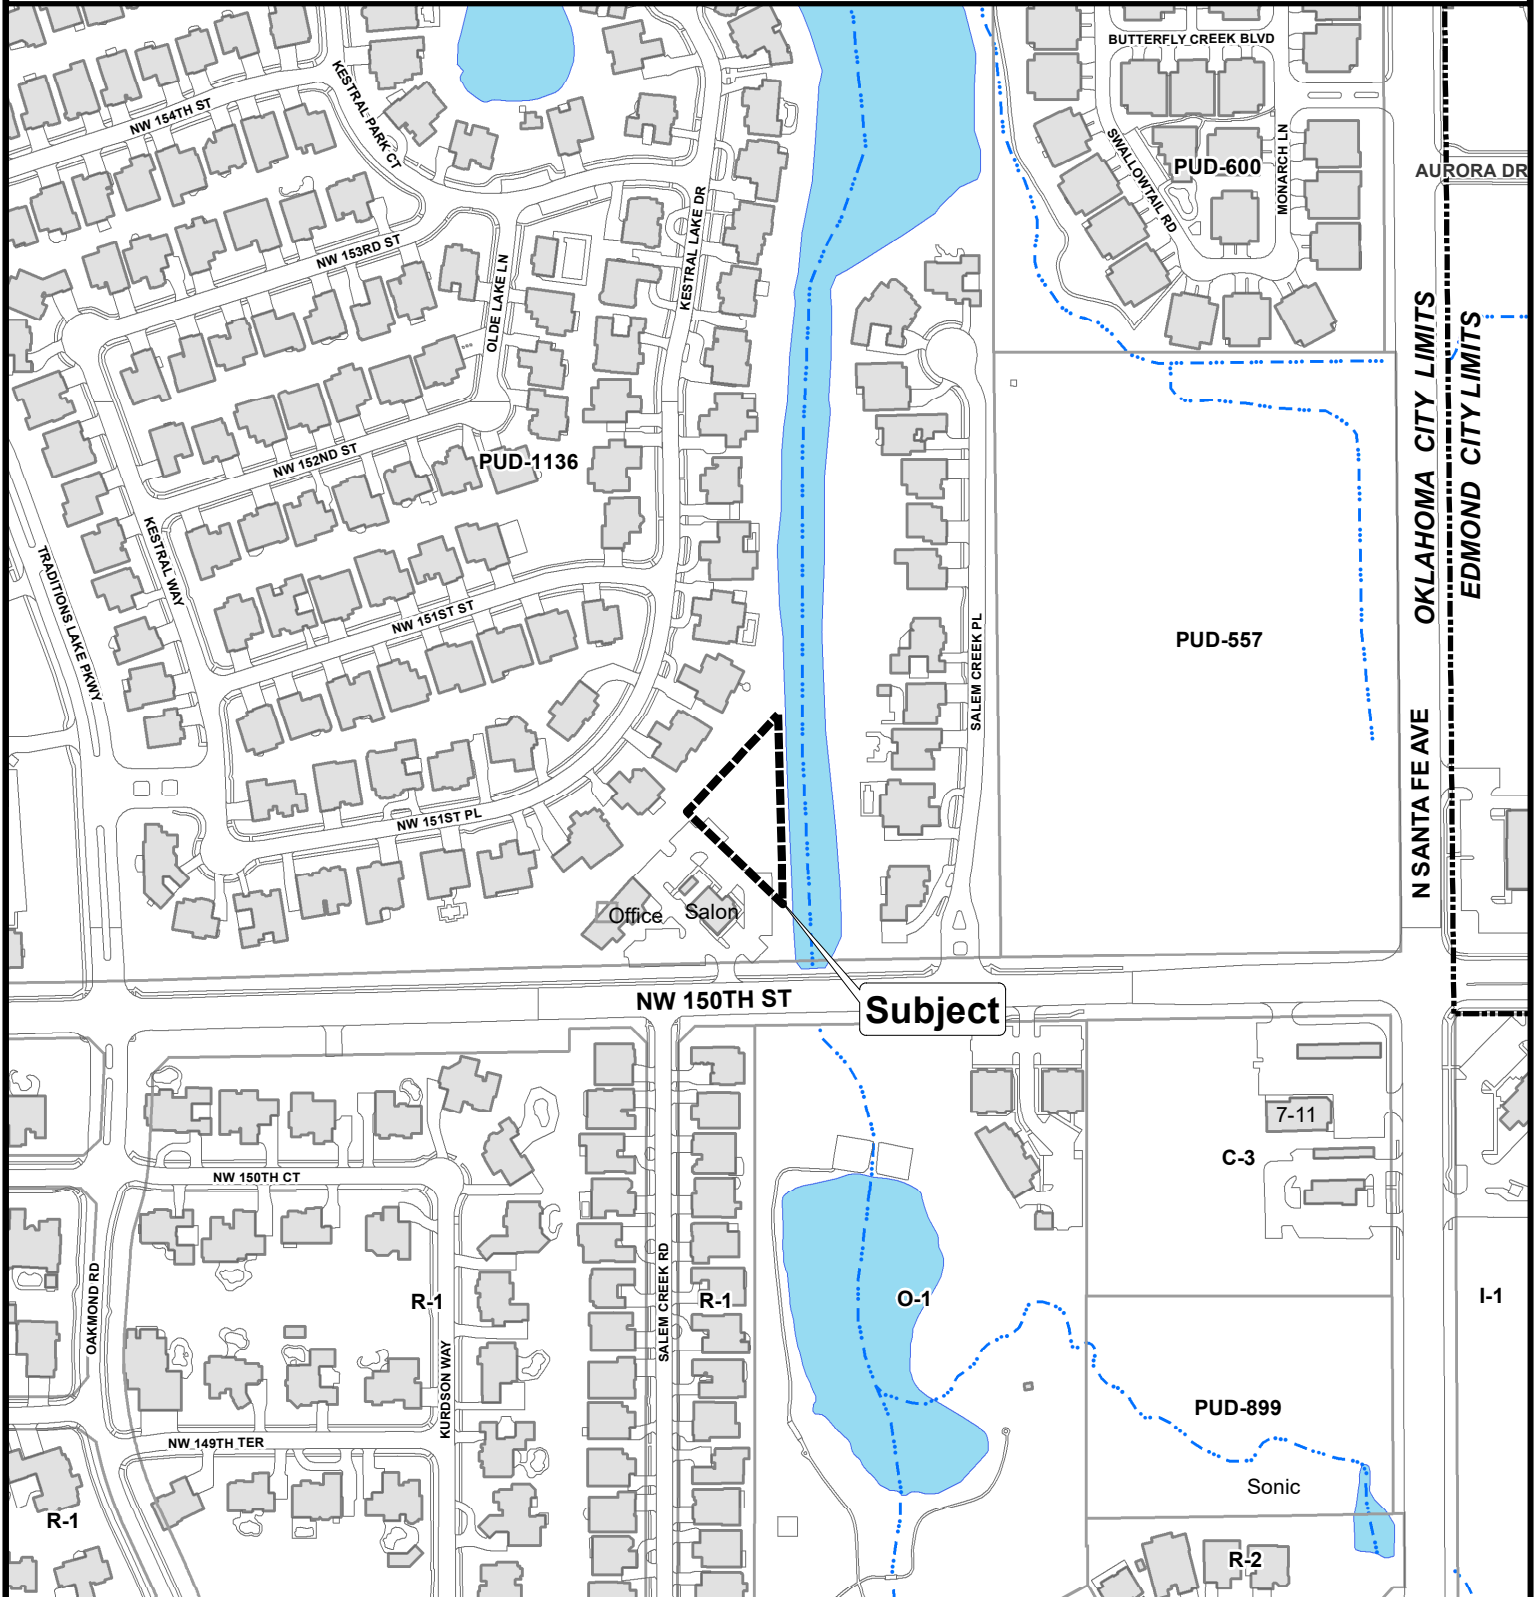 BUTTERFLY CREEK BLVD
KESTRAL PARK CT
NW 154TH ST
SWALLOWTAIL RD
PUD-600
MONARCH LN
AURORA DR
KESTRAL LAKE DR
NW 153RD ST
OLDE LAKE LN
OKLAHOMA CITY LIMITS
EDMOND CITY LIMITS
NW 152ND ST
PUD-1136
KESTRAL WAY
TRADITIONS LAKE PKWY
NW 151ST ST
SALEM CREEK PL
PUD-557
N SANTA FE AVE
NW 151ST PL
Office
Salon
NW 150TH ST
Subject
7-11
C-3
NW 150TH CT
OAKMOND RD
R-1
KURDSON WAY
SALEM CREEK RD
R-1
O-1
I-1
PUD-899
NW 149TH TER
Sonic
R-1
R-2